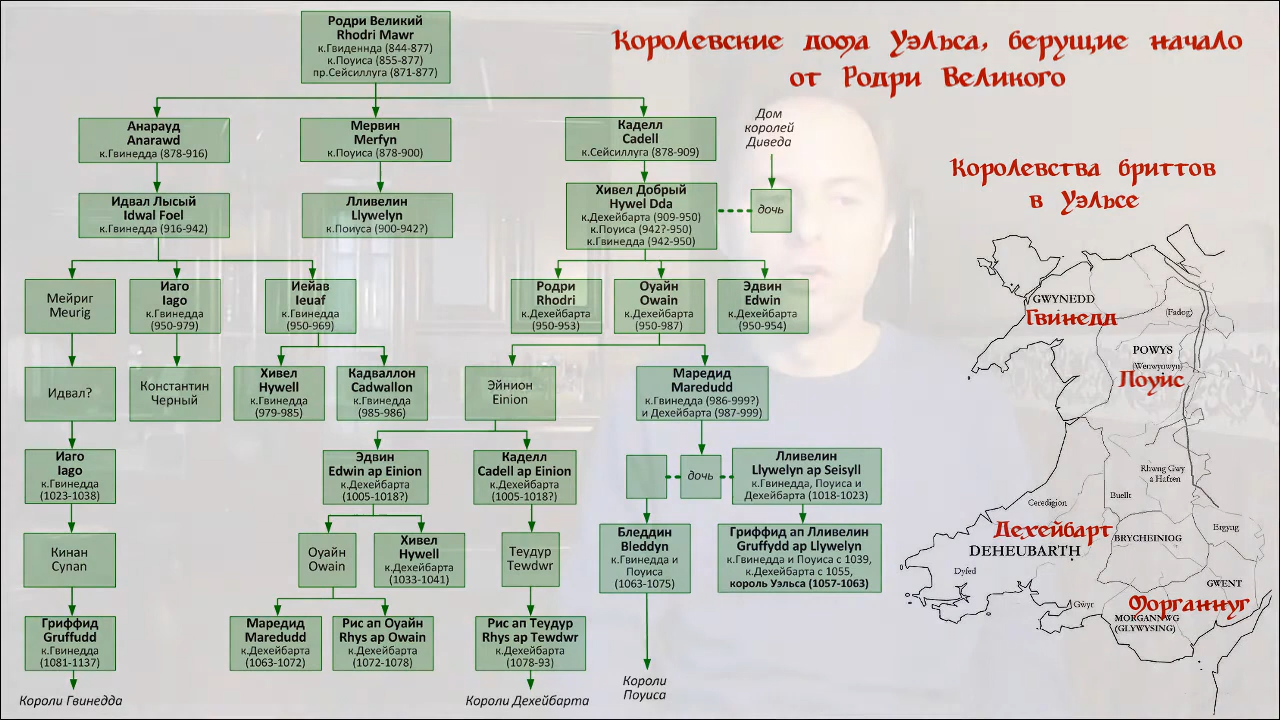 Родри Великий
Rhodri Mawr
к.Гвиденнда (844-877)
к.Поуиса (855-877)
пр.Сейсиллуга (871-877)
Королевские дома Уэльса, берущие начало
от Родри Великого
Анарауд
Anarawd
к.Гвинедда (878-916)
Мервин
Merfyn
к.Поуиса (878-900)
Каделл
Cadell
к.Сейсиллуга (878-909)
Дом
королей
Диведа
Идвал Лысый
Idwal Foel
к.Гвинедда (916-942)
Лливелин
Llywelyn
к.Поуиса (900-942?)
Хивел Добрый
Hywel Dda
к.Дехейбарта (909-950)
к.Поуиса (942?-950)
к.Гвинедда (942-950)
дочь
Мейриг
Meurig
Иаго
Iago
к.Гвинедда
(950-979)
Иейав
Ieuaf
к.Гвинедда
(950-969)
Родри
Rhodri
к.Дехейбарта
(950-953)
Оуайн
Owain
к.Дехейбарта
(950-987)
Эдвин
Edwin
к.Дехейбарта
(950-954)
Идвал?
Константин
Черный
Хивел
Hywell
к.Гвинедда
(979-985)
Кадваллон
Cadwallon
к.Гвинедда
(985-986)
Эйнион
Einion
Маредид
Maredudd
к.Гвинедда (986-999?)
и Дехейбарта (987-999)
Иаго
Iago
к.Гвинедда
(1023-1038)
Эдвин
Edwin ap Einion
к.Дехейбарта
(1005-1018?)
Каделл
Cadell ap Einion
к.Дехейбарта
(1005-1018?)
дочь
Лливелин
Llywelyn ap Seisyll
к.Гвинедда, Поуиса и
Дехейбарта (1018-1023)
Кинан
Cynan
Оуайн
Owain
Хивел
Hywell
к.Дехейбарта
(1033-1041)
Теудур
Tewdwr
Бледдин
Bleddyn
к.Гвинедда и
Поуиса
(1063-1075)
Гриффид ап Лливелин
Gruffydd ap Llywelyn
к.Гвинедда и Поуиса с 1039,
к.Дехейбарта с 1055,
король Уэльса (1057-1063)
Гриффид
Gruffudd
к.Гвинедда
(1081-1137)
Маредид
Maredudd
к.Дехейбарта
(1063-1072)
Рис ап Оуайн
Rhys ap Owain
к.Дехейбарта
(1072-1078)
Рис ап Теудур
Rhys ap Tewdwr
к.Дехейбарта
(1078-93)
Короли Гвинедда
Короли Дехейбарта
Короли
Поуиса
Королевства бриттов
в Уэльсе
GWYNEDD
Гвинедд
(Fadog)
POWYS
(Wenwynwyn)
Поуис
Rhwng Gwy
a Hafren
Buellt
Ceredigion
Дехейбарт
DEHEUBARTH
BRYCHEINIOG
Ergyng
Dyfed
GWENT
Gwyr
Морганнуг
MORGANNWG
(GLYWYSING)